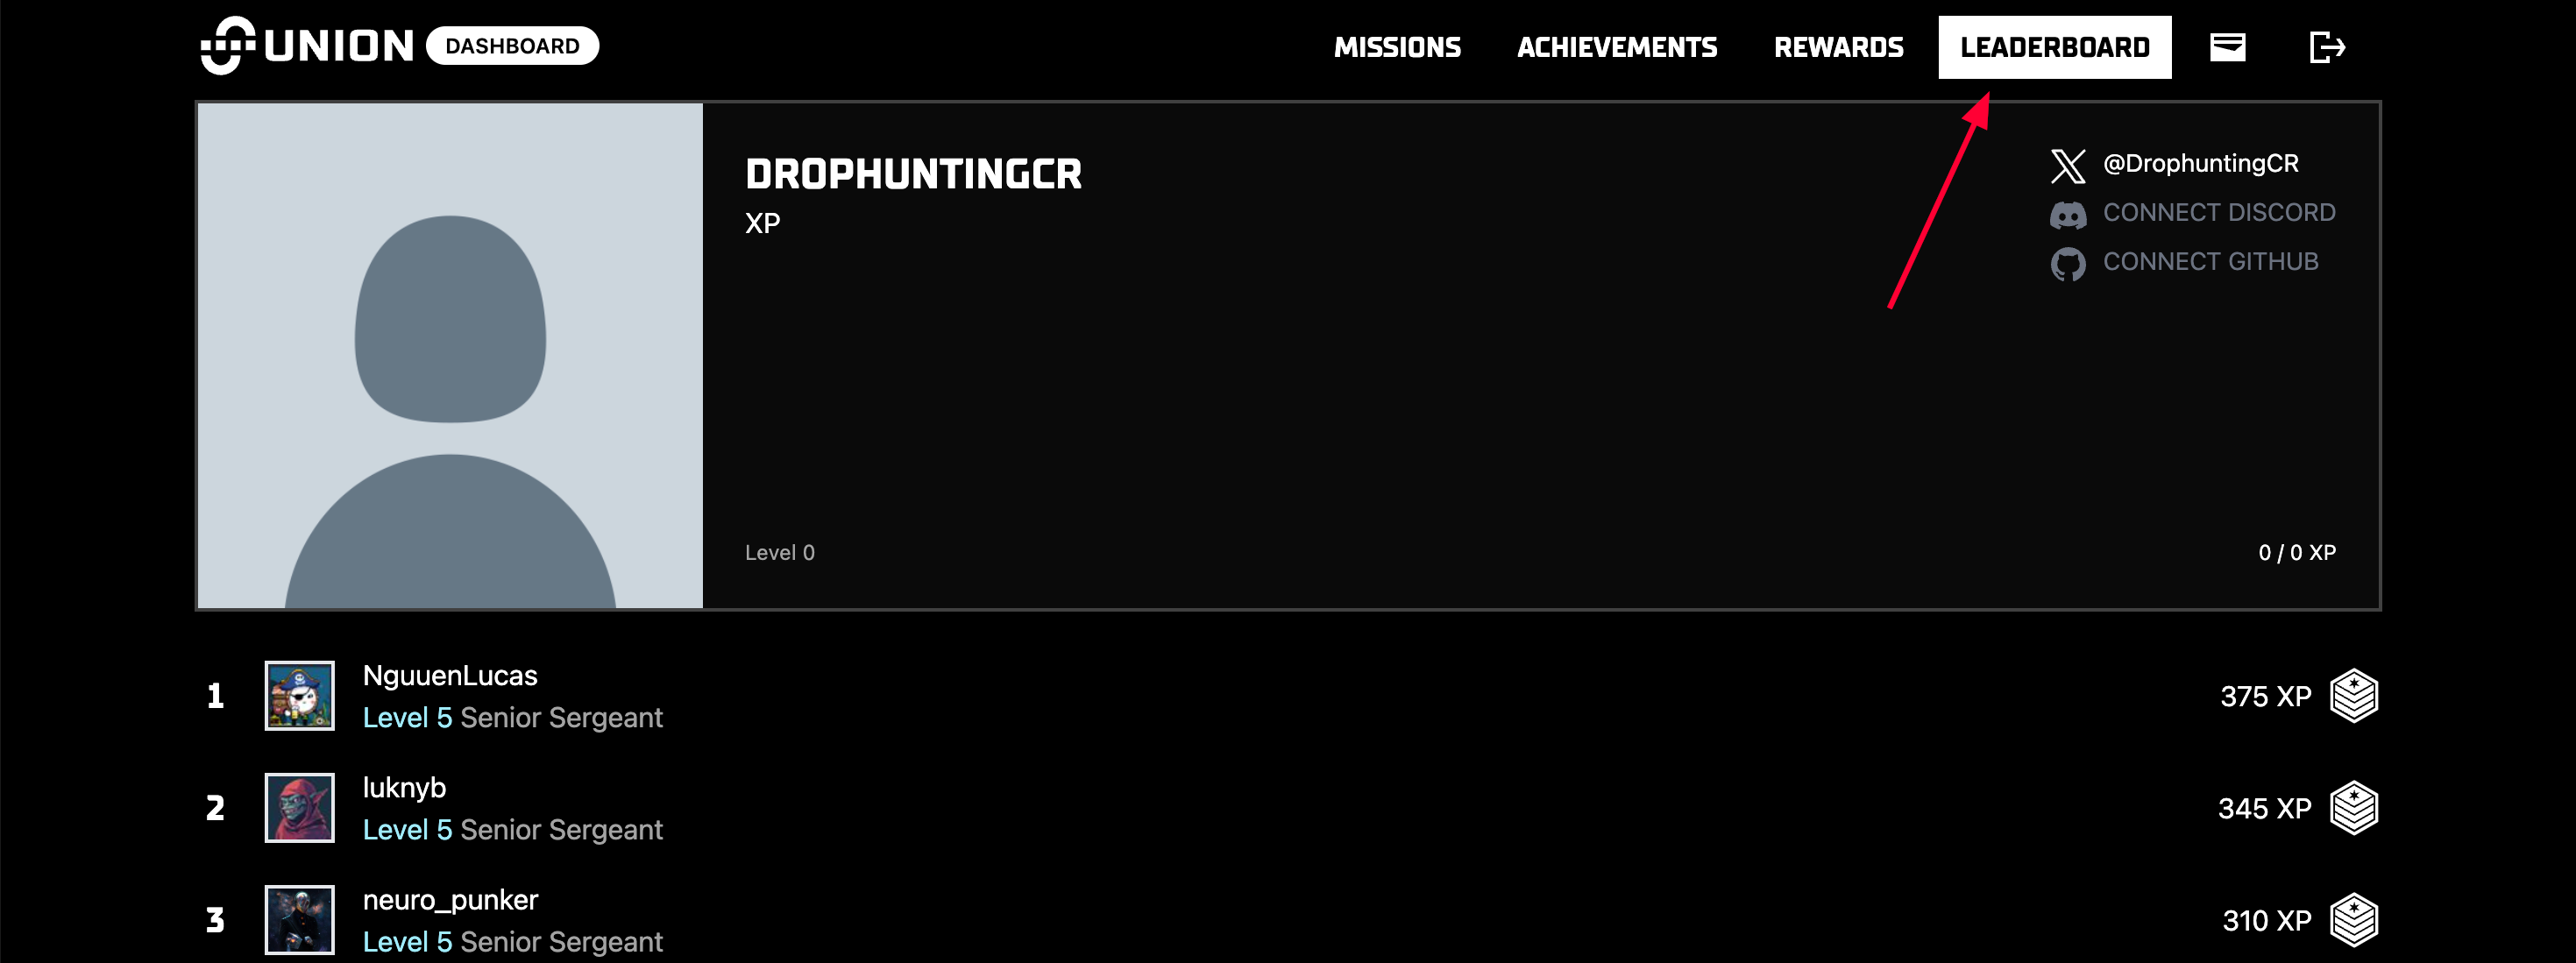 UNION DASHBOARD MISSIONS ACHIEVEMENTS REWARDS LEADERBOARD
DROPHUNTINGCR
XP
@DrophuntingCR
CONNECT DISCORD
CONNECT GITHUB
Level 0
0 / 0 XP
1 NguuenLucas
Level 5 Senior Sergeant
375 XP
2 luknyb
Level 5 Senior Sergeant
345 XP
3 neuro_punker
Level 5 Senior Sergeant
310 XP